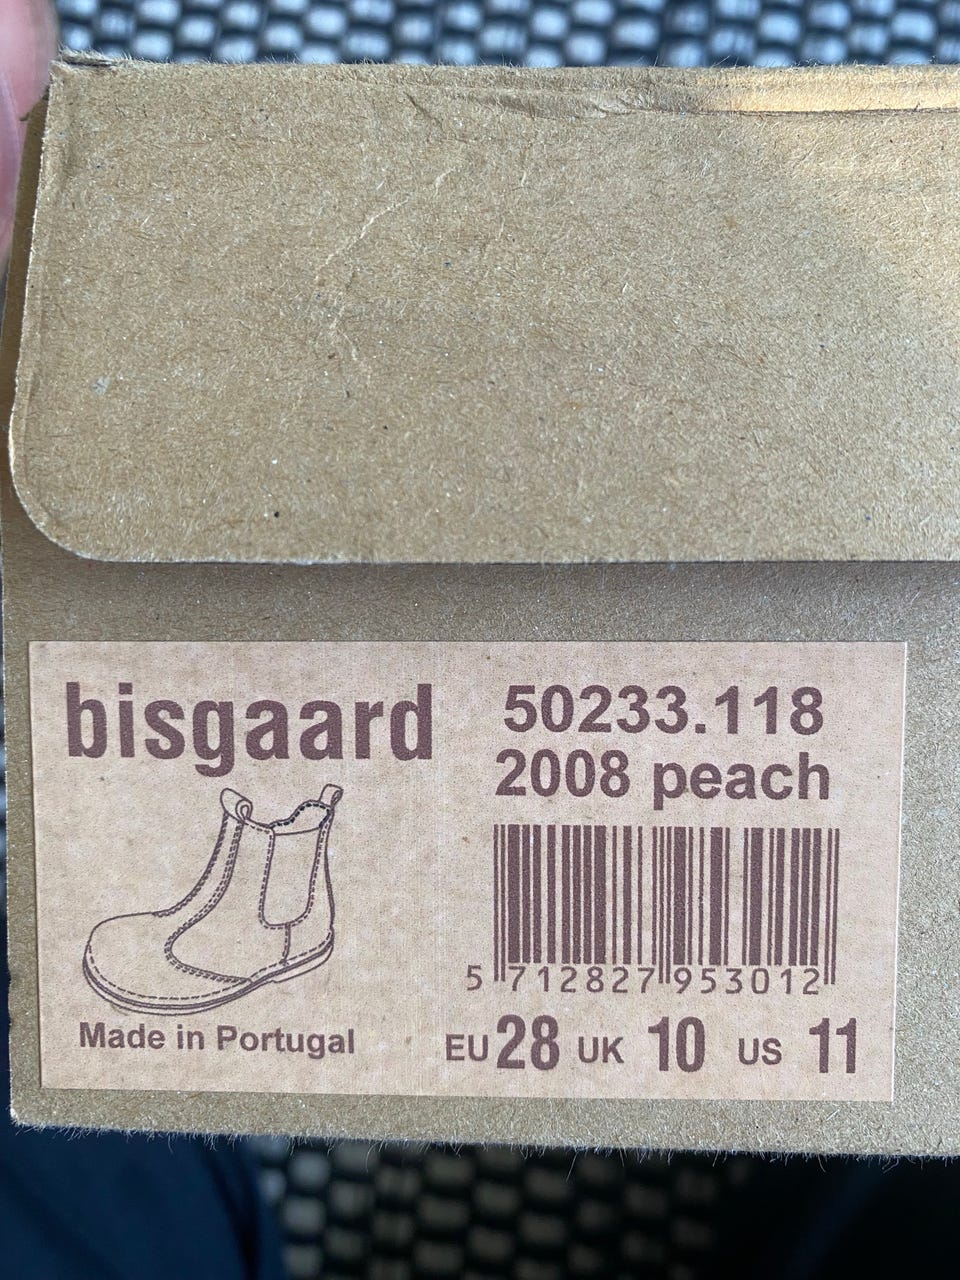 bisgaard
50233.118
2008 peach
5 712827 953012
Made in Portugal
EU 28 UK 10 US 11